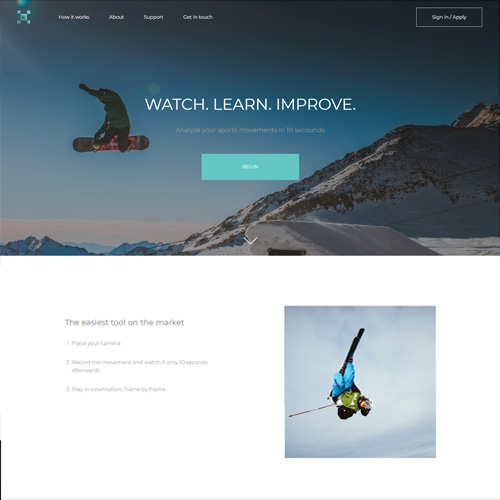 How it works About Support Get in touch Sign in / Apply
WATCH. LEARN. IMPROVE.
Analyze your sports movements in 10 seconds
BEGIN
The easiest tool on the market
1. Place your camera
2. Record the movement and watch it only 10 seconds
afterwards
3. Play in slowmotion, frame by frame